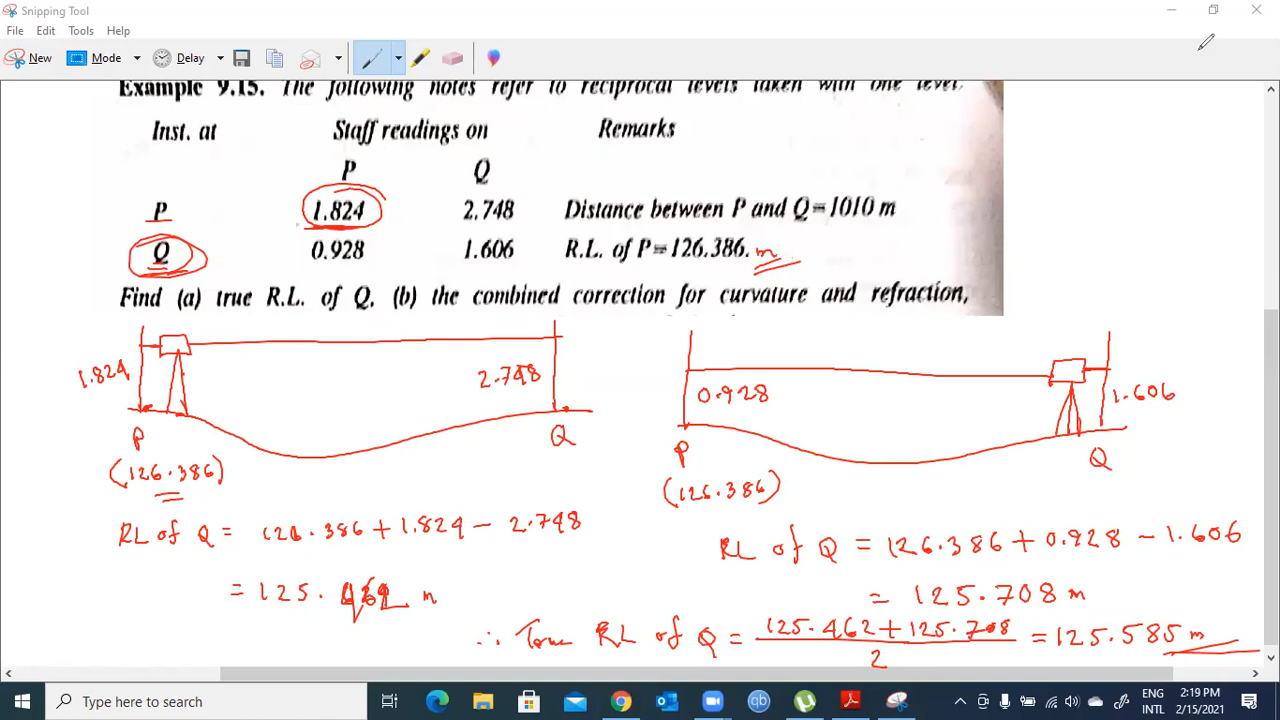 Snipping Tool
File Edit Tools Help
New Mode Delay
Example 9.15. The following notes refer to reciprocal levels taken with one level.
Inst. at Staff readings on Remarks
P Q
P 1.824 2.748 Distance between P and Q=1010 m
Q 0.928 1.606 R.L. of P=126.386. m
Find (a) true R.L. of Q. (b) the combined correction for curvature and refraction,
1.824 2.748 0.928 1.606
P Q P Q
(126.386) (126.386)
RL of Q = 126.386 + 1.824 - 2.748
RL of Q = 126.386 + 0.928 - 1.606
= 125.462 m
= 125.708 m
∴ True RL of Q = 125.462 + 125.708 / 2 = 125.585 m
Type here to search
ENG 2:19 PM
INTL 2/15/2021